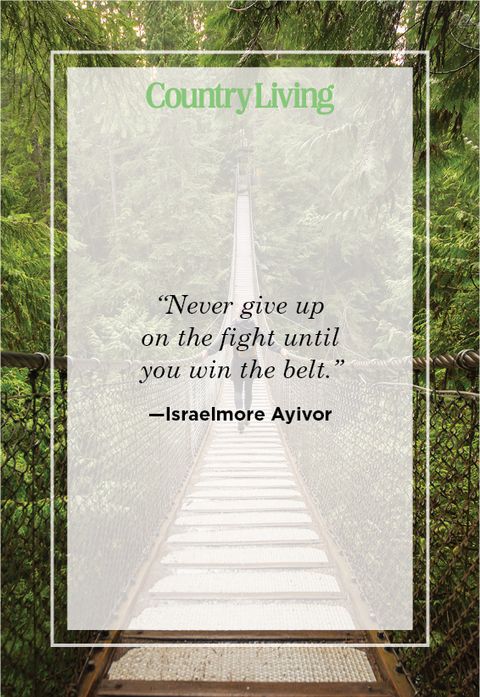 Country Living
“Never give up
on the fight until
you win the belt.”
—Israelmore Ayivor